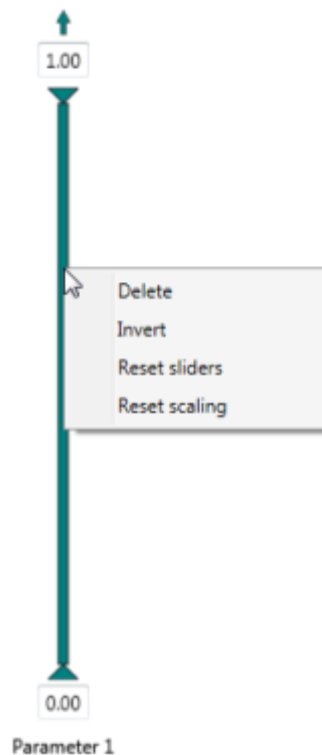 1.00
Delete
Invert
Reset sliders
Reset scaling
0.00
Parameter 1